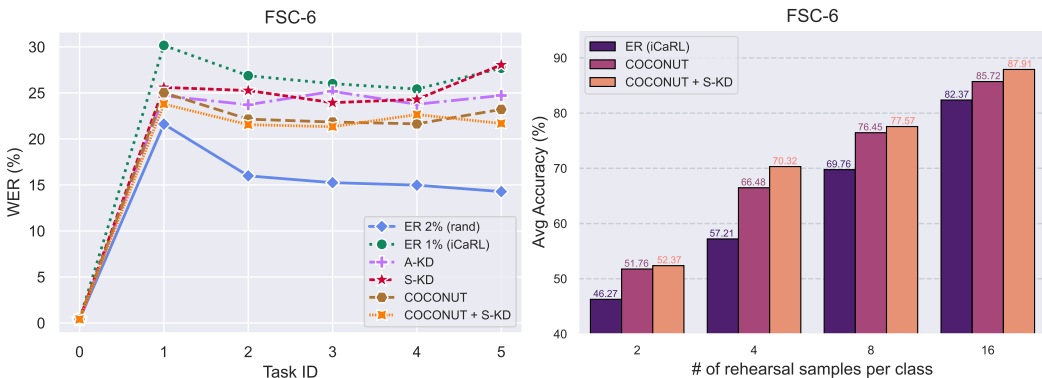 FSC-6
WER (%)
30
25
20
15
10
5
0
0 1 2 3 4 5
Task ID
ER 2% (rand)
ER 1% (iCaRL)
A-KD
S-KD
COCONUT
COCONUT + S-KD
FSC-6
Avg Accuracy (%)
90
80
70
60
50
40
ER (iCaRL)
COCONUT
COCONUT + S-KD
46.27 51.76 52.37
57.21 66.48 70.32
69.76 76.45 77.57
82.37 85.72 87.91
2 4 8 16
# of rehearsal samples per class